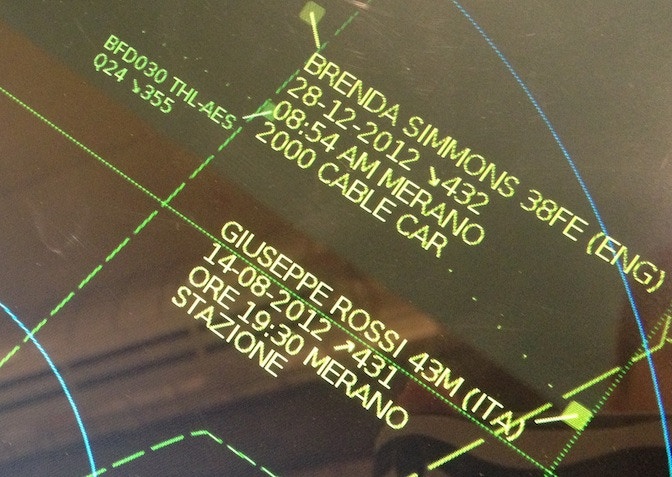 BFD030 THL-AES
Q24 ↘355
BRENDA SIMMONS 38FE (ENG)
28-12-2012 ↘432
08:54 AM MERANO
2000 CABLE CAR
GIUSEPPE ROSSI 43M (ITA)
14-08-2012 ↗431
ORE 19:30 MERANO
STAZIONE